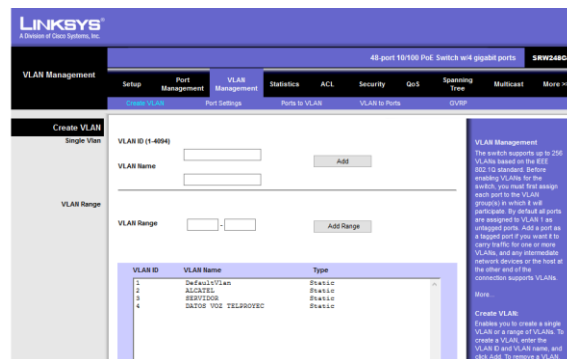 LINKSYS
A Division of Cisco Systems, Inc.
48-port 10/100 PoE Switch w/4 gigabit ports SRW248G
VLAN Management
Setup Port Management VLAN Management Statistics ACL Security QoS Spanning Tree Multicast More >>
Create VLAN Port Settings Ports to VLAN VLAN to Ports GVRP
Create VLAN
Single Vlan
VLAN ID (1-4094)
VLAN Name
Add
VLAN Range
VLAN Range - Add Range
VLAN ID VLAN Name Type
1 DefaultVlan Static
2 ALCATEL Static
3 SERVIDOR Static
4 DATOS VOZ TELPROYEC Static
VLAN Management
The switch supports up to 256
VLANs based on the IEEE
802.1Q standard. Before
enabling VLANs for the
switch, you must first assign
each port to the VLAN
group(s) in which it will
participate. By default all ports
are assigned to VLAN 1 as
untagged ports. Add a port as
a tagged port if you want it to
carry traffic for one or more
VLANs, and any intermediate
network devices or the host at
the other end of the
connection supports VLANs.
More...
Create VLAN:
Enables you to create a single
VLAN or a range of VLANs. To
create a VLAN, enter the
VLAN ID and VLAN name, and
click Add. To remove a VLAN,